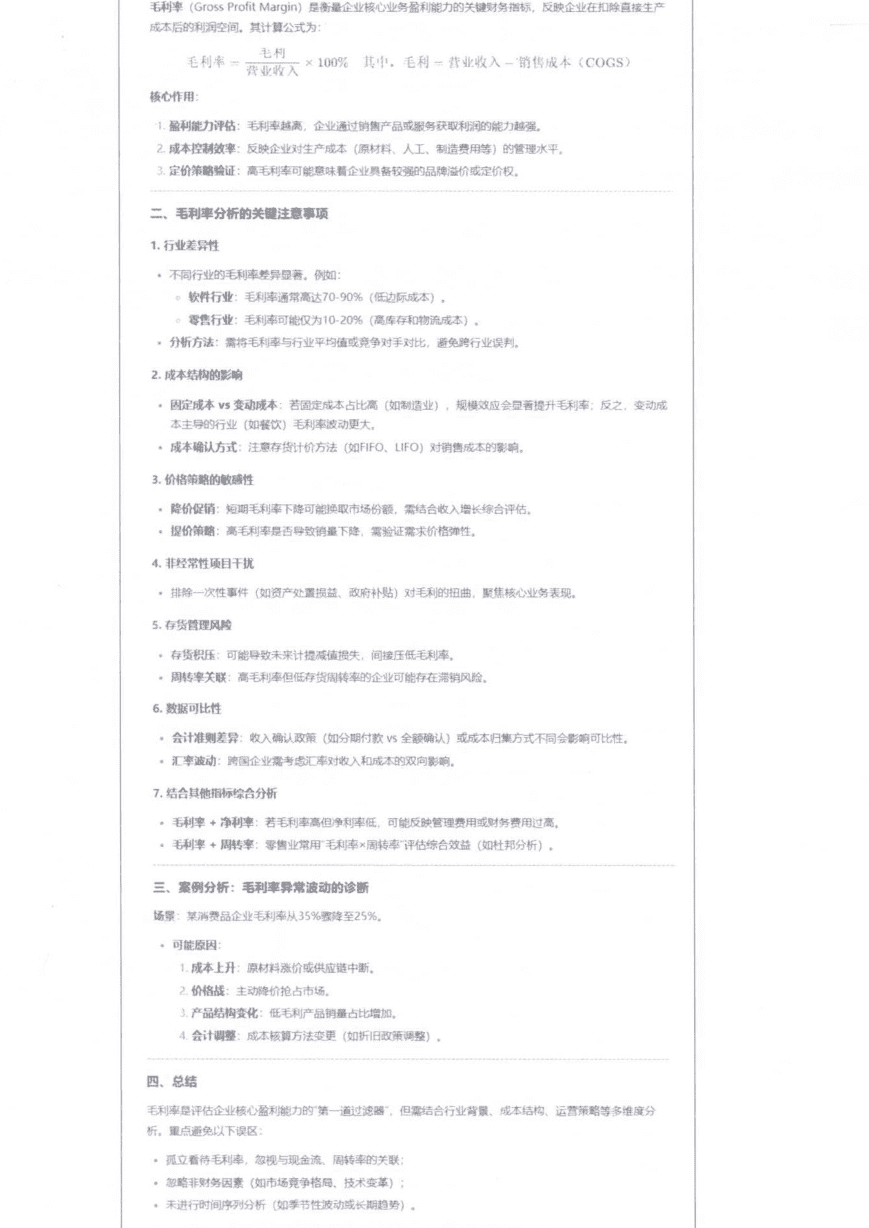 毛利率（Gross Profit Margin）是衡量企业核心业务盈利能力的关键财务指标，反映企业在扣除直接生产
成本后的利润空间。其计算公式为：
毛利率 = 毛利 / 营业收入 × 100%　其中，毛利 = 营业收入 − 销售成本（COGS）
核心作用：
1. 盈利能力评估：毛利率越高，企业通过销售产品或服务获取利润的能力越强。
2. 成本控制效率：反映企业对生产成本（原材料、人工、制造费用等）的管理水平。
3. 定价策略验证：高毛利率可能意味着企业具备较强的品牌溢价或定价权。
二、毛利率分析的关键注意事项
1. 行业差异性
• 不同行业的毛利率差异显著。例如：
○ 软件行业：毛利率通常高达70-90%（低边际成本）。
○ 零售行业：毛利率可能仅为10-20%（高库存和物流成本）。
• 分析方法：需将毛利率与行业平均值或竞争对手对比，避免跨行业误判。
2. 成本结构的影响
• 固定成本 vs 变动成本：若固定成本占比高（如制造业），规模效应会显著提升毛利率；反之，变动成
本主导的行业（如餐饮）毛利率波动更大。
• 成本确认方式：注意存货计价方法（如FIFO、LIFO）对销售成本的影响。
3. 价格策略的敏感性
• 降价促销：短期毛利率下降可能换取市场份额，需结合收入增长综合评估。
• 提价策略：高毛利率是否导致销量下降，需验证需求价格弹性。
4. 非经常性项目干扰
• 排除一次性事件（如资产处置损益、政府补贴）对毛利的扭曲，聚焦核心业务表现。
5. 存货管理风险
• 存货积压：可能导致未来计提减值损失，间接压低毛利率。
• 周转率关联：高毛利率但低存货周转率的企业可能存在滞销风险。
6. 数据可比性
• 会计准则差异：收入确认政策（如分期付款 vs 全额确认）或成本归集方式不同会影响可比性。
• 汇率波动：跨国企业需考虑汇率对收入和成本的双向影响。
7. 结合其他指标综合分析
• 毛利率 + 净利率：若毛利率高但净利率低，可能反映管理费用或财务费用过高。
• 毛利率 + 周转率：零售业常用“毛利率×周转率”评估综合效益（如杜邦分析）。
三、案例分析：毛利率异常波动的诊断
场景：某消费品企业毛利率从35%骤降至25%。
• 可能原因：
1. 成本上升：原材料涨价或供应链中断。
2. 价格战：主动降价抢占市场。
3. 产品结构变化：低毛利产品销量占比增加。
4. 会计调整：成本核算方法变更（如折旧政策调整）。
四、总结
毛利率是评估企业核心盈利能力的“第一道过滤器”，但需结合行业背景、成本结构、运营策略等多维度分
析。重点避免以下误区：
• 孤立看待毛利率，忽视与现金流、周转率的关联；
• 忽略非财务因素（如市场竞争格局、技术变革）；
• 未进行时间序列分析（如季节性波动或长期趋势）。